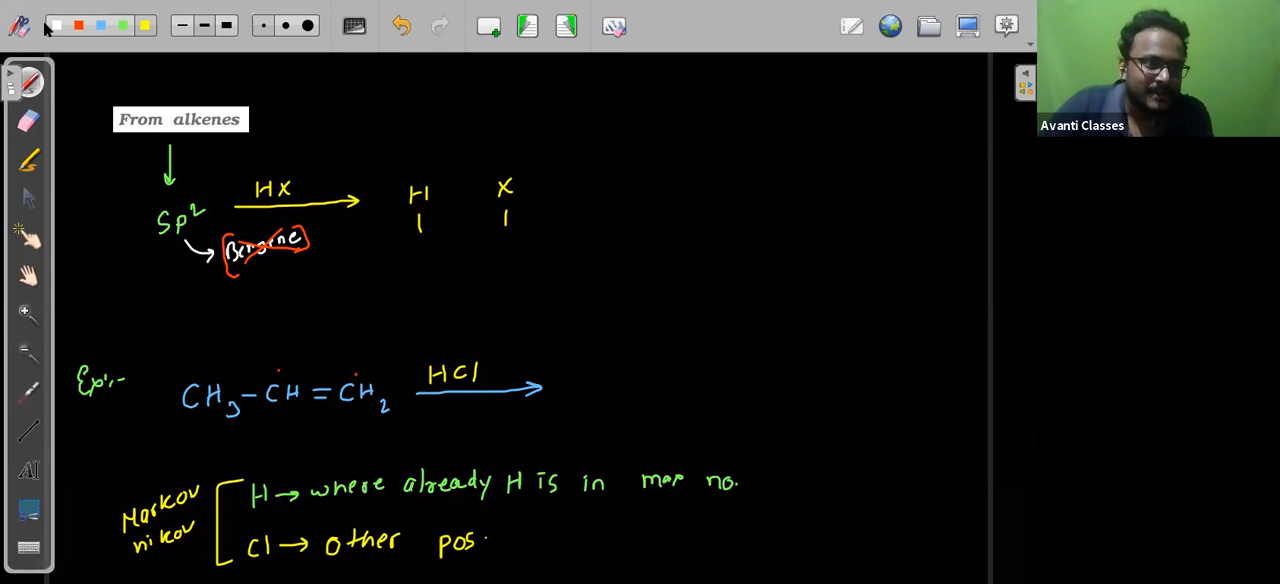 Avanti Classes
From alkenes
HX
H X
Sp²
Benzene
Ex:-
CH₃-CH=CH₂
HCl
Markov
nikov
H → where already H is in max no.
Cl → other pos.